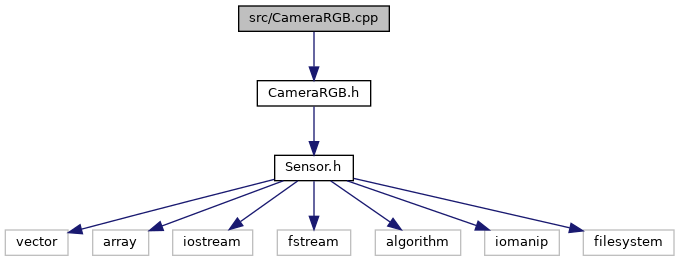 src/CameraRGB.cpp
CameraRGB.h
Sensor.h
vector array iostream fstream algorithm iomanip filesystem